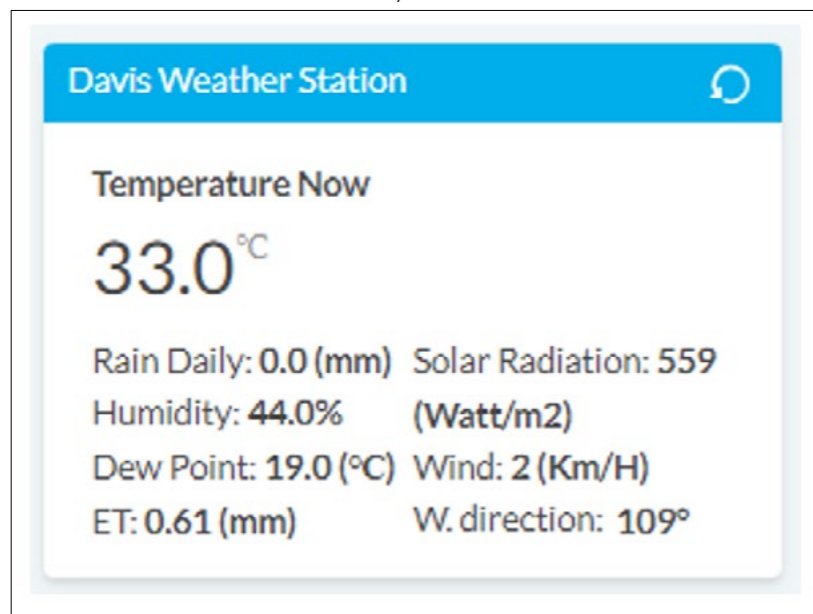 Davis Weather Station
Temperature Now
33.0°C
Rain Daily: 0.0 (mm)
Humidity: 44.0%
Dew Point: 19.0 (°C)
ET: 0.61 (mm)
Solar Radiation: 559
(Watt/m2)
Wind: 2 (Km/H)
W. direction: 109°